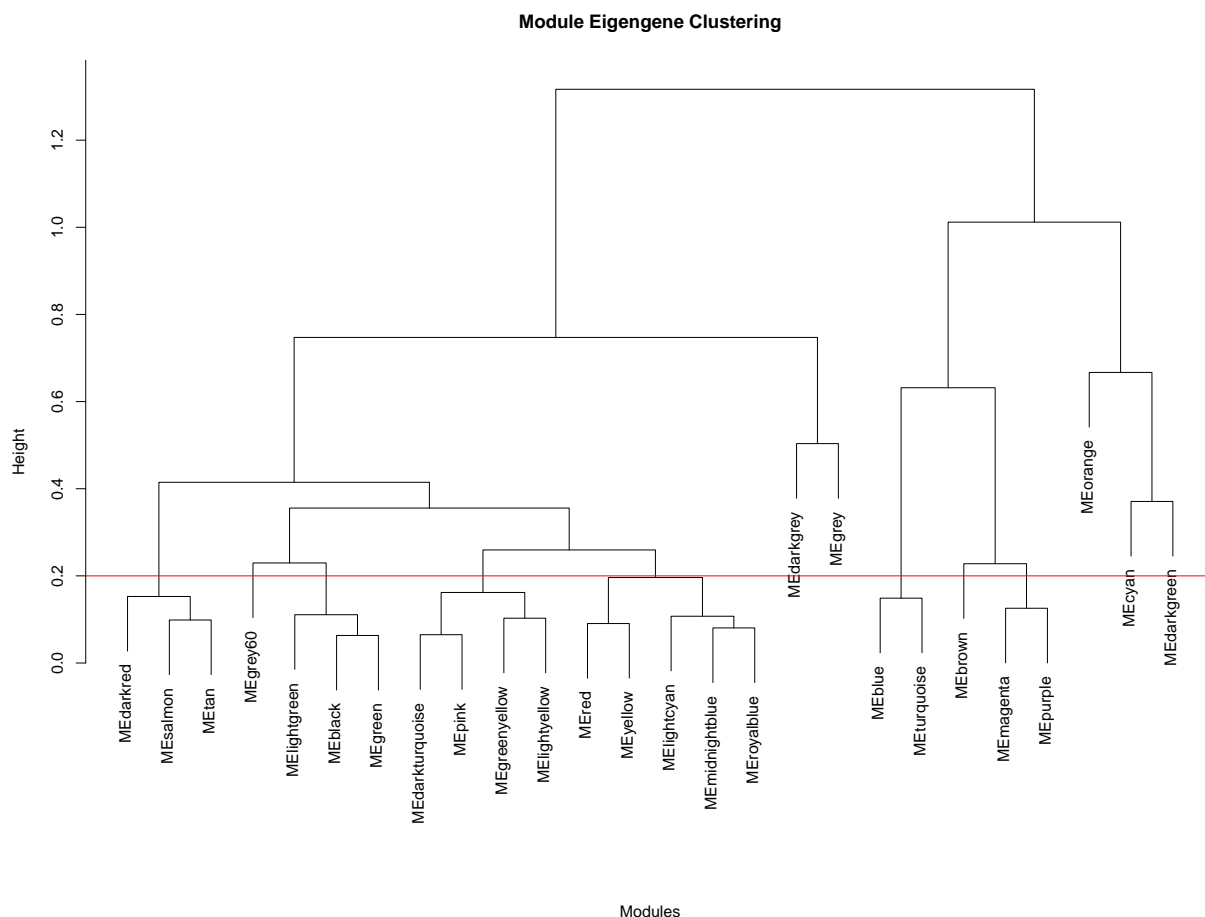 Module Eigengene Clustering
Height
1.2
1.0
0.8
0.6
0.4
0.2
0.0
MEdarkred
MEsalmon
MEtan
MEgrey60
MElightgreen
MEblack
MEgreen
MEdarkturquoise
MEpink
MEgreenyellow
MElightyellow
MEred
MEyellow
MElightcyan
MEmidnightblue
MEroyalblue
MEdarkgrey
MEgrey
MEblue
MEturquoise
MEbrown
MEmagenta
MEpurple
MEorange
MEcyan
MEdarkgreen
Modules